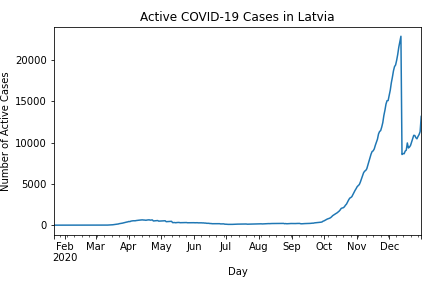 Active COVID-19 Cases in Latvia
Number of Active Cases
20000
15000
10000
5000
0
Feb Mar Apr May Jun Jul Aug Sep Oct Nov Dec
2020
Day